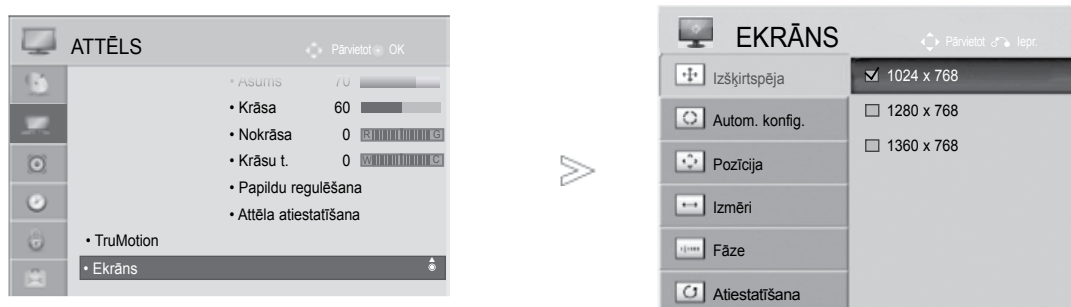 ATTĒLS
Pārvietot OK
• Asums 70
• Krāsa 60
• Nokrāsa 0 R G
• Krāsu t. 0 W C
• Papildu regulēšana
• Attēla atiestatīšana
• TruMotion
• Ekrāns
EKRĀNS
Pārvietot Iepr.
Izšķirtspēja
Autom. konfig.
Pozīcija
Izmēri
Fāze
Atiestatīšana
1024 x 768
1280 x 768
1360 x 768